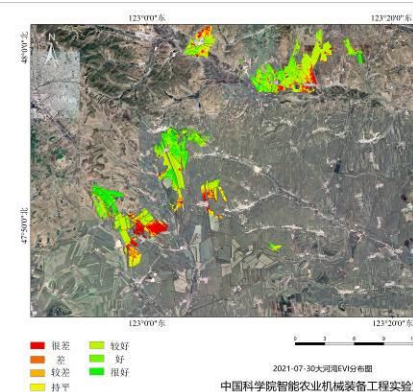 123°0′0″东
123°20′0″东
48°0′0″北
N
47°50′0″北
123°0′0″东
123°20′0″东
很差
较好
差
好
较差
很好
持平
2021-07-30大河湾EVI分布图
中国科学院智能农业机械装备工程实验